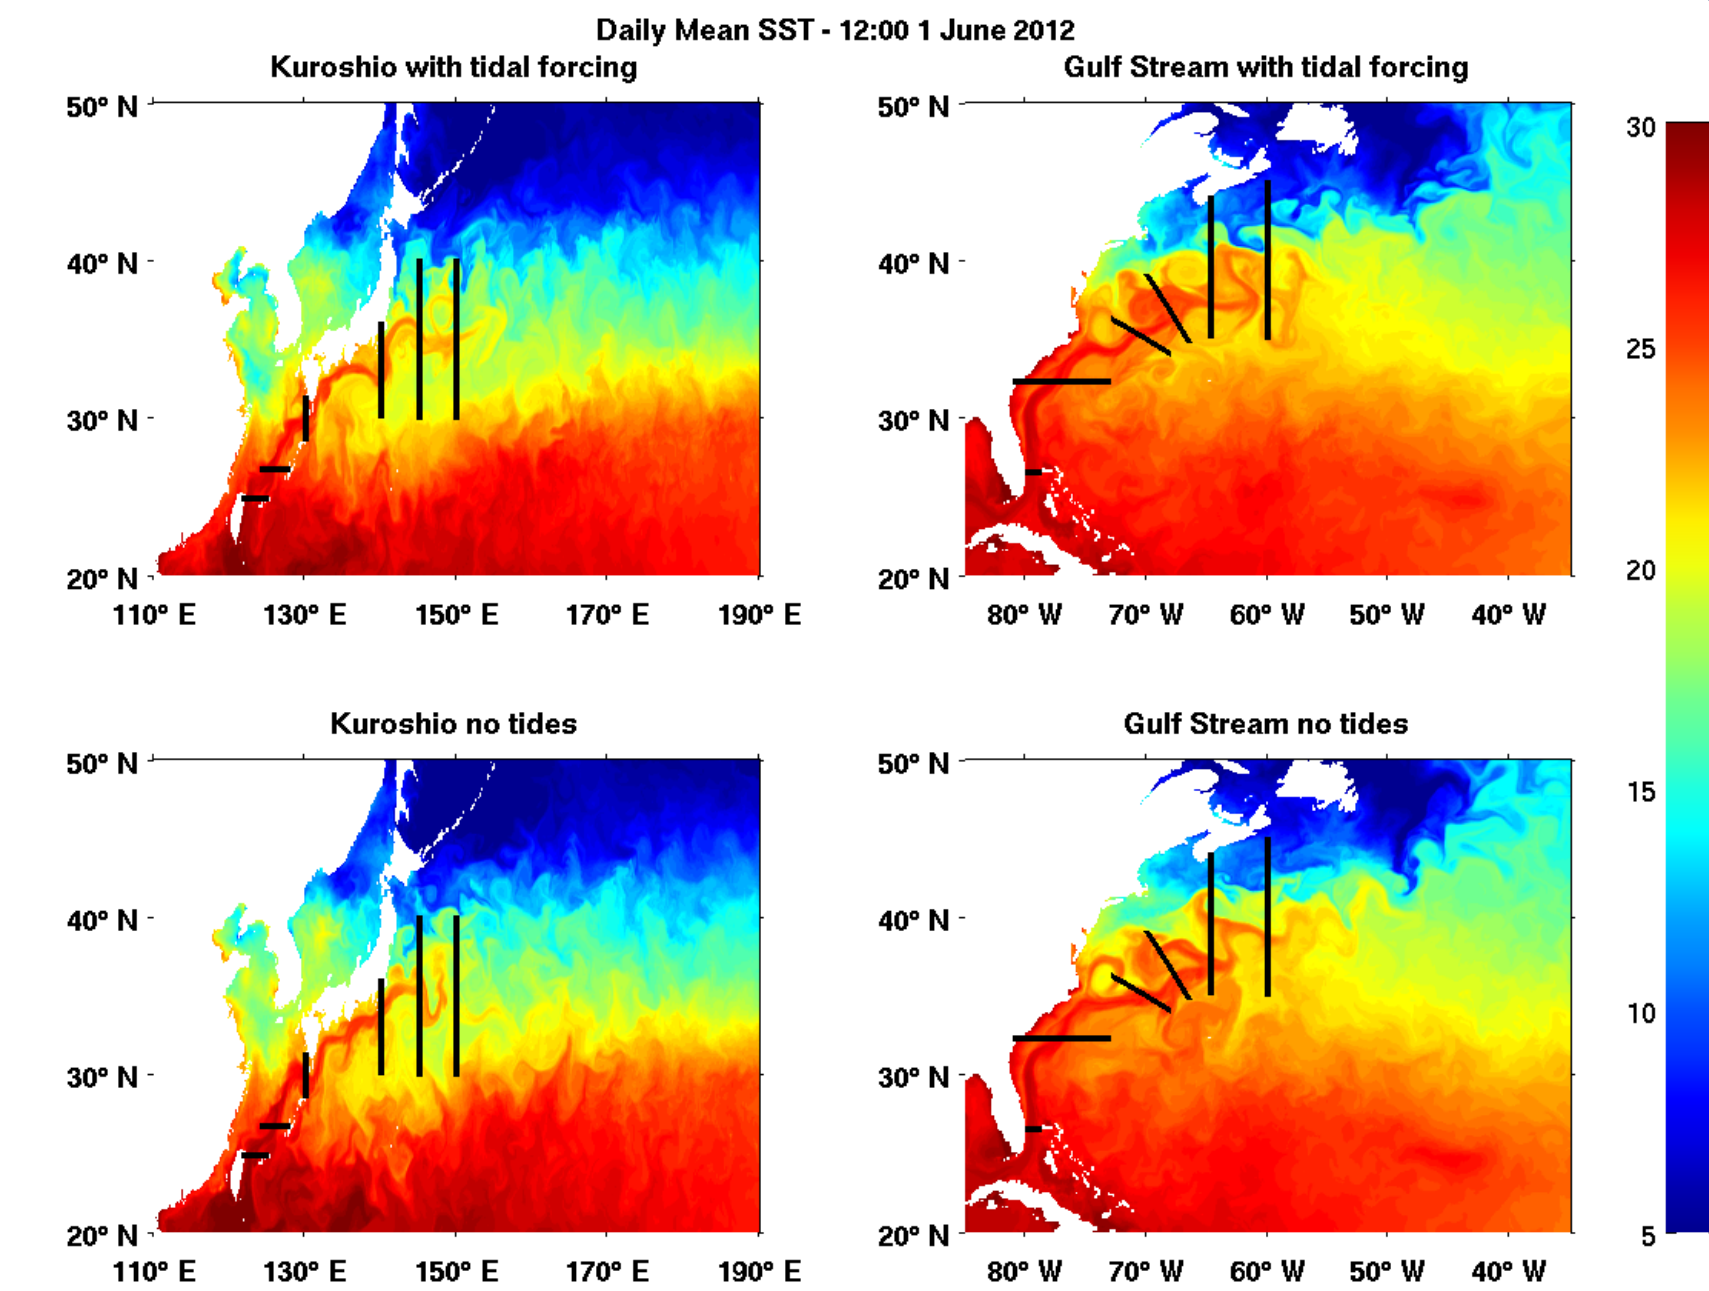 Daily Mean SST - 12:00 1 June 2012
Kuroshio with tidal forcing
50° N
40° N
30° N
20° N
110° E 130° E 150° E 170° E 190° E
Gulf Stream with tidal forcing
50° N
40° N
30° N
20° N
80° W 70° W 60° W 50° W 40° W
Kuroshio no tides
50° N
40° N
30° N
20° N
110° E 130° E 150° E 170° E 190° E
Gulf Stream no tides
50° N
40° N
30° N
20° N
80° W 70° W 60° W 50° W 40° W
30
25
20
15
10
5